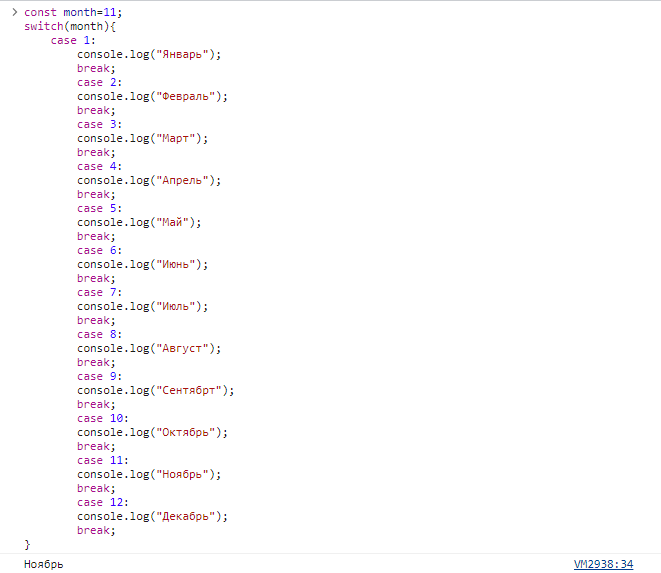 > const month=11;
switch(month){
    case 1:
        console.log("Январь");
        break;
        case 2:
        console.log("Февраль");
        break;
        case 3:
        console.log("Март");
        break;
        case 4:
        console.log("Апрель");
        break;
        case 5:
        console.log("Май");
        break;
        case 6:
        console.log("Июнь");
        break;
        case 7:
        console.log("Июль");
        break;
        case 8:
        console.log("Август");
        break;
        case 9:
        console.log("Сентябрт");
        break;
        case 10:
        console.log("Октябрь");
        break;
        case 11:
        console.log("Ноябрь");
        break;
        case 12:
        console.log("Декабрь");
        break;
}
Ноябрь VM2938:34